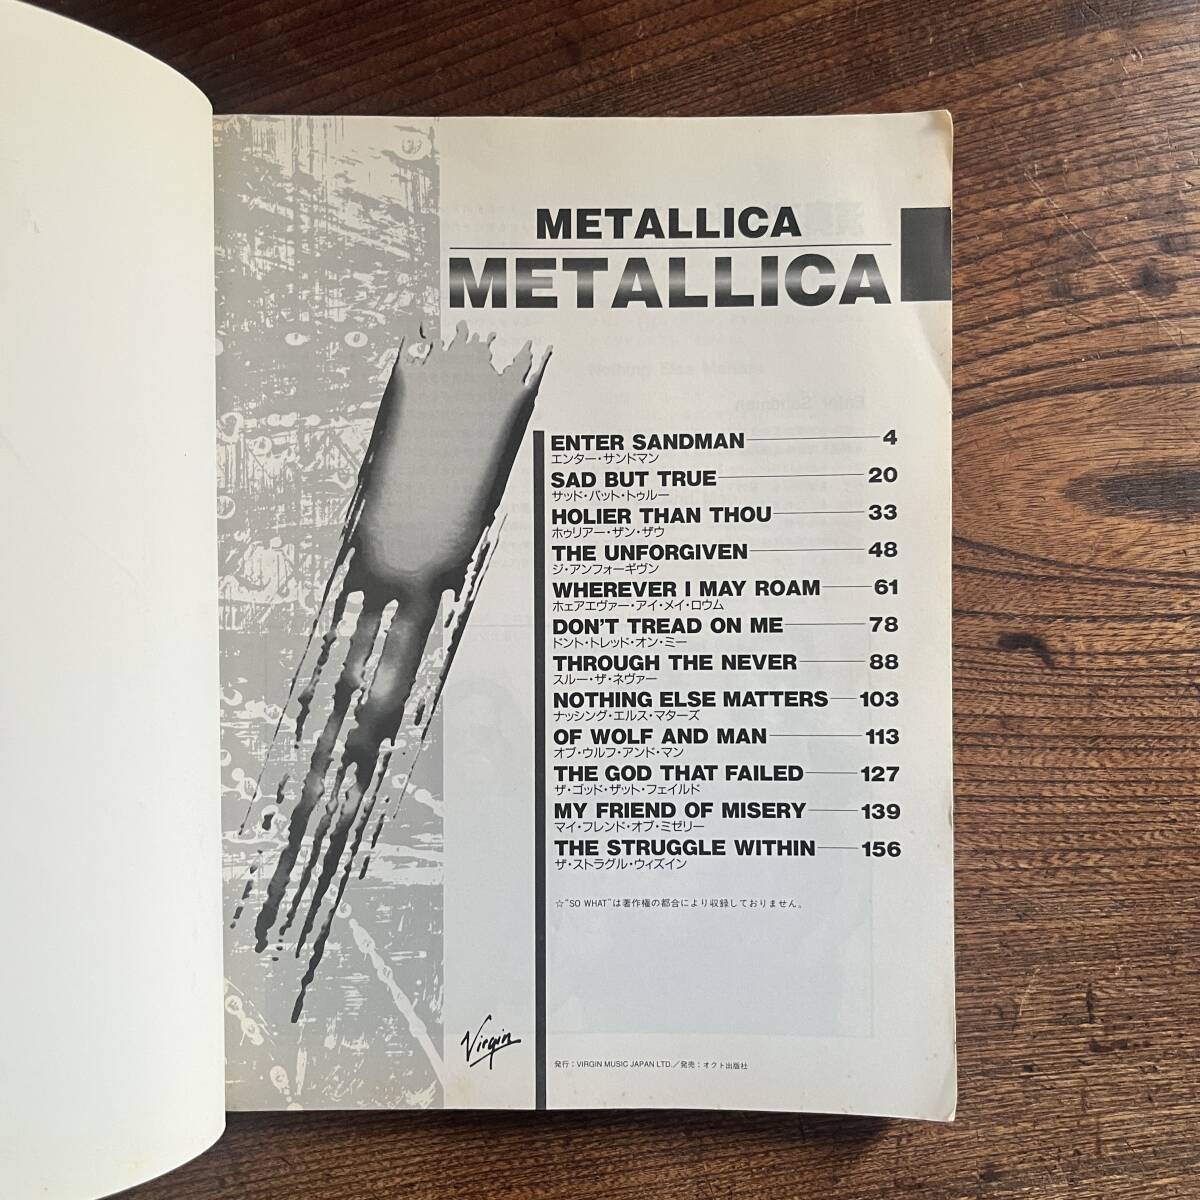 METALLICA
METALLICA
ENTER SANDMAN 4
エンター・サンドマン
SAD BUT TRUE 20
サッド・バット・トゥルー
HOLIER THAN THOU 33
ホゥリアー・ザン・ザウ
THE UNFORGIVEN 48
ジ・アンフォーギヴン
WHEREVER I MAY ROAM 61
ホェアエヴァー・アイ・メイ・ロウム
DON'T TREAD ON ME 78
ドント・トレッド・オン・ミー
THROUGH THE NEVER 88
スルー・ザ・ネヴァー
NOTHING ELSE MATTERS 103
ナッシング・エルス・マターズ
OF WOLF AND MAN 113
オブ・ウルフ・アンド・マン
THE GOD THAT FAILED 127
ザ・ゴッド・ザット・フェイルド
MY FRIEND OF MISERY 139
マイ・フレンド・オブ・ミゼリー
THE STRUGGLE WITHIN 156
ザ・ストラグル・ウィズイン
☆"SO WHAT"は著作権の都合により収録しておりません。
Virgin
発行：VIRGIN MUSIC JAPAN LTD.／発売：オクト出版社